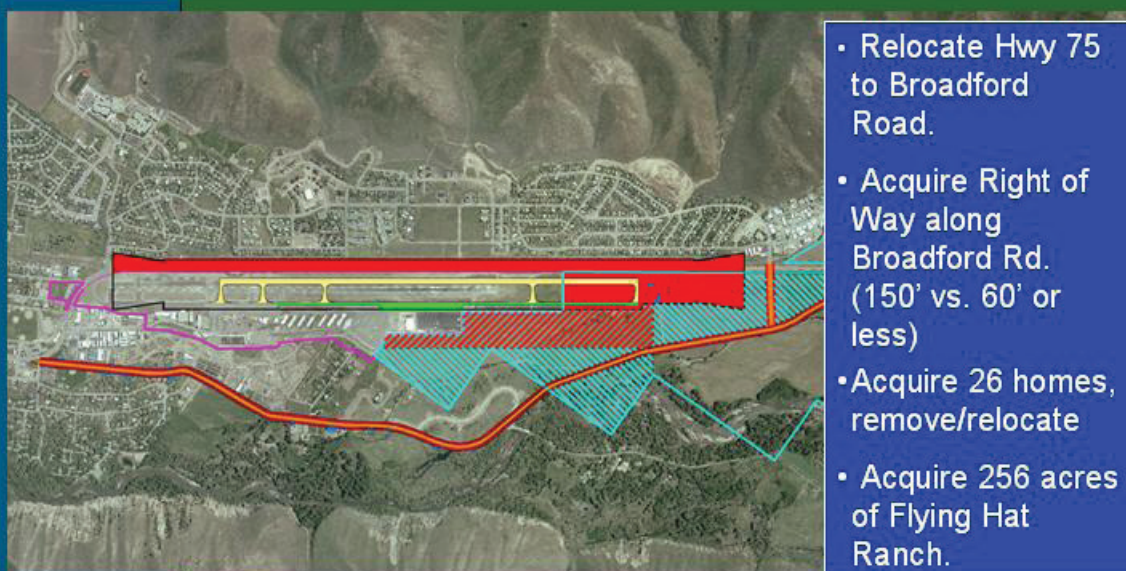 • Relocate Hwy 75
to Broadford
Road.
• Acquire Right of
Way along
Broadford Rd.
(150' vs. 60' or
less)
•Acquire 26 homes,
remove/relocate
• Acquire 256 acres
of Flying Hat
Ranch.